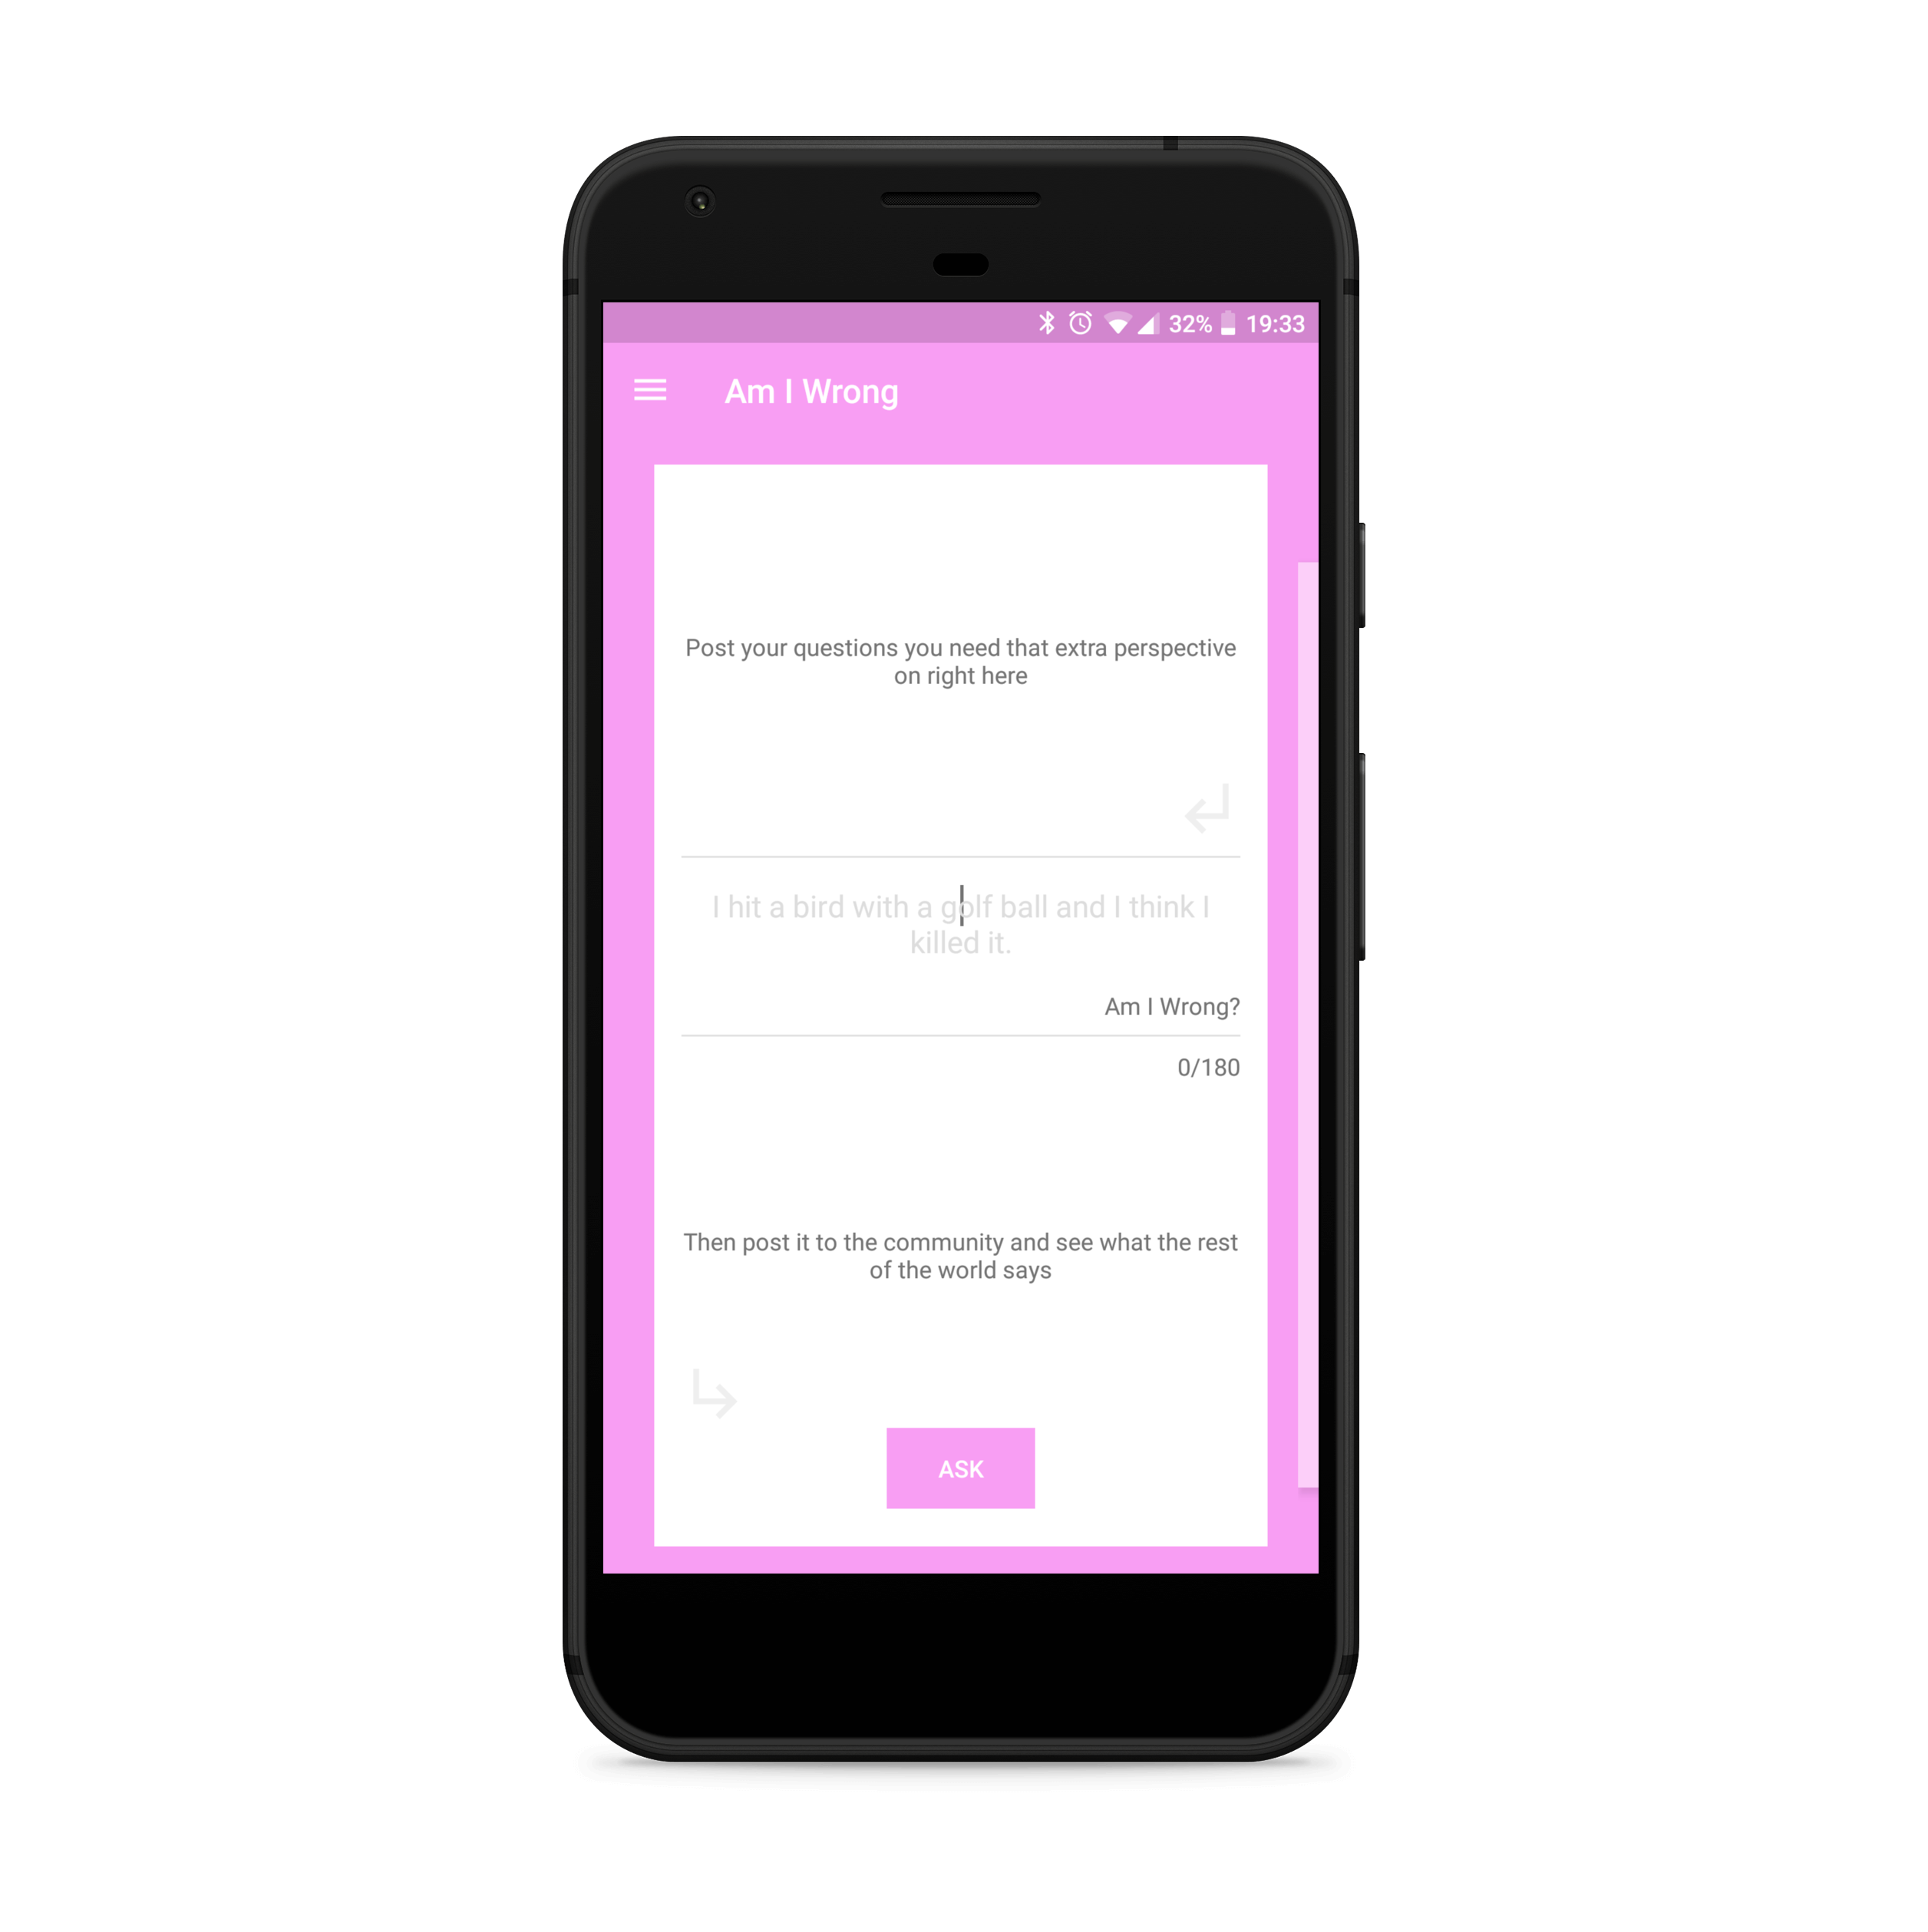 32% 19:33
Am I Wrong
Post your questions you need that extra perspective
on right here
I hit a bird with a golf ball and I think I
killed it.
Am I Wrong?
0/180
Then post it to the community and see what the rest
of the world says
ASK